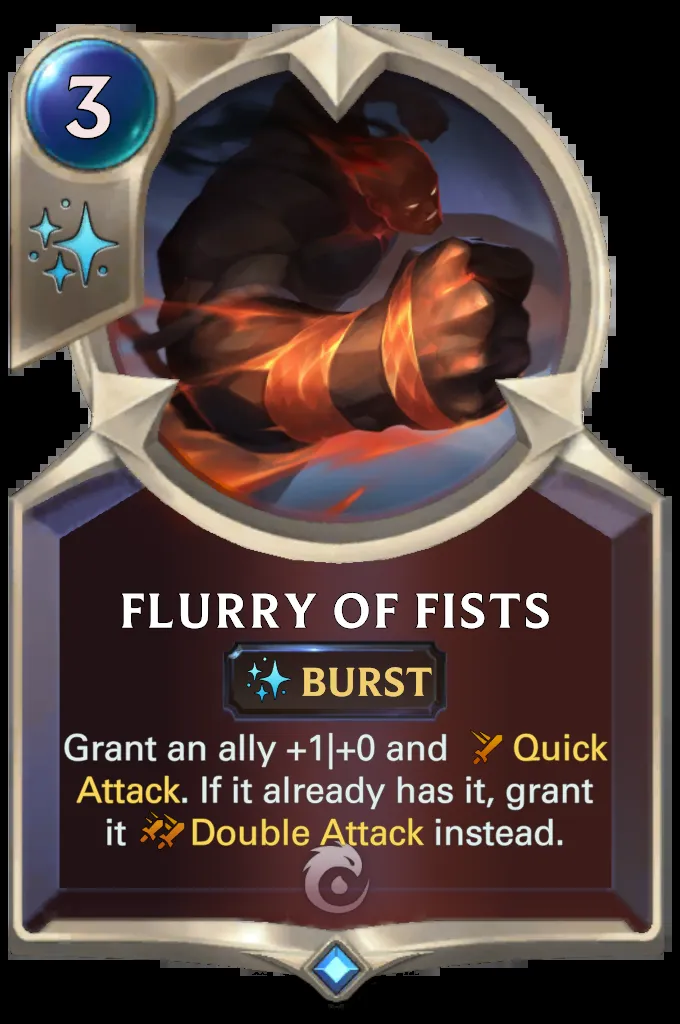 3
FLURRY OF FISTS
BURST
Grant an ally +1|+0 and Quick
Attack. If it already has it, grant
it Double Attack instead.